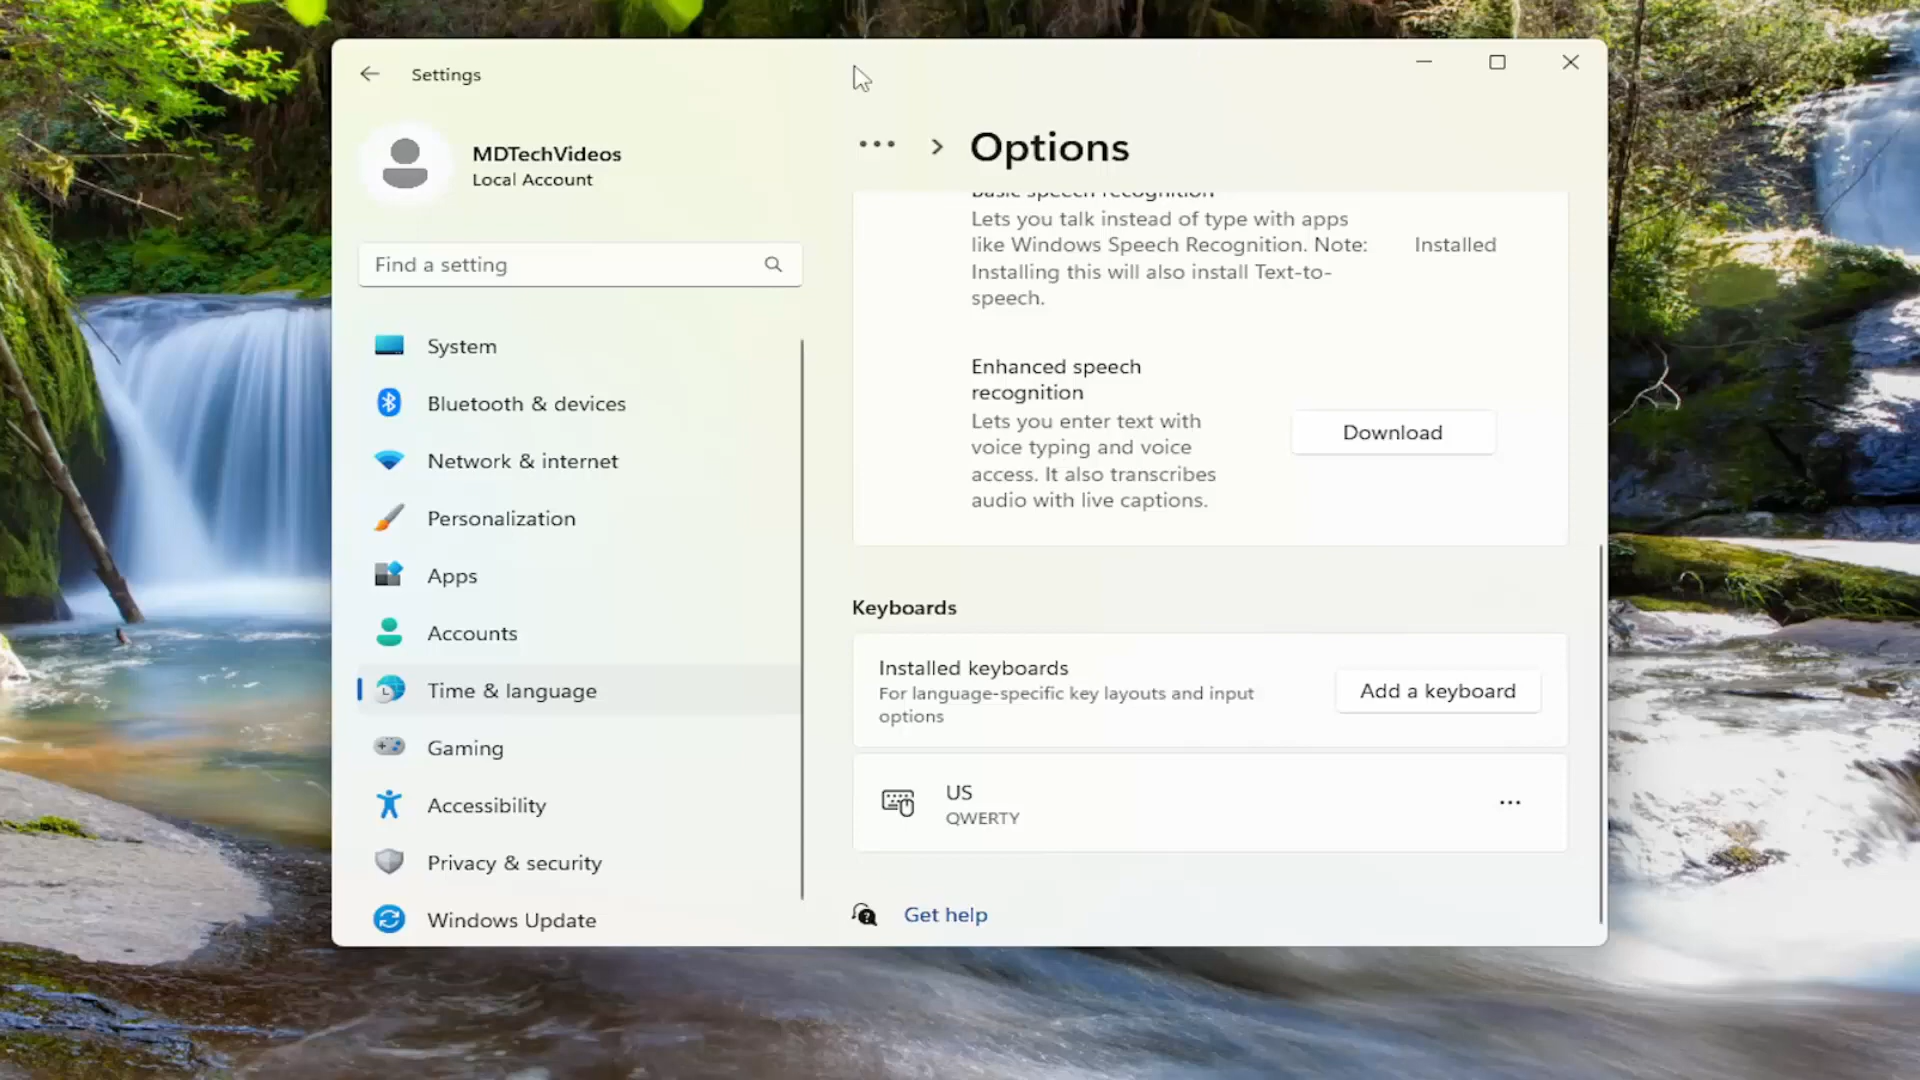 Settings
MDTechVideos
Local Account
Find a setting
System
Bluetooth & devices
Network & internet
Personalization
Apps
Accounts
Time & language
Gaming
Accessibility
Privacy & security
Windows Update
… > Options
Basic speech recognition
Lets you talk instead of type with apps
like Windows Speech Recognition. Note:
Installing this will also install Text-to-
speech.
Installed
Enhanced speech
recognition
Lets you enter text with
voice typing and voice
access. It also transcribes
audio with live captions.
Download
Keyboards
Installed keyboards
For language-specific key layouts and input
options
Add a keyboard
US
QWERTY
Get help